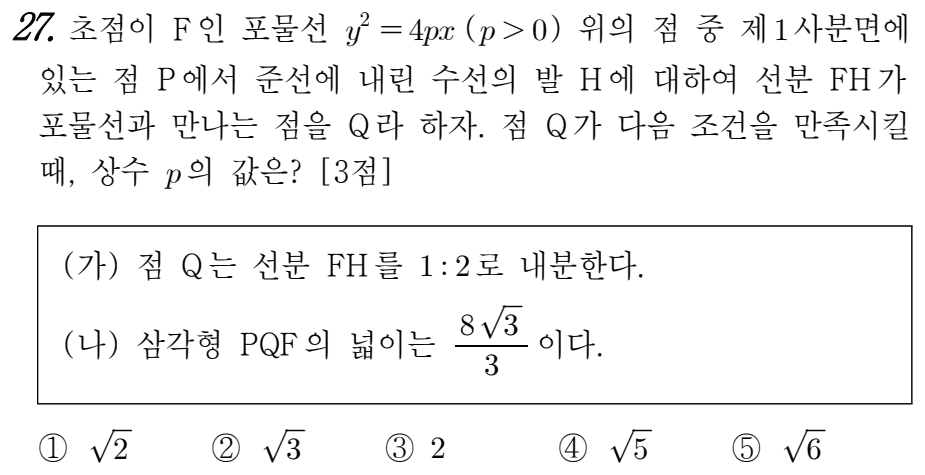 27. 초점이 F인 포물선 y² = 4px (p > 0) 위의 점 중 제1사분면에
있는 점 P에서 준선에 내린 수선의 발 H에 대하여 선분 FH가
포물선과 만나는 점을 Q라 하자. 점 Q가 다음 조건을 만족시킬
때, 상수 p의 값은? [3점]
(가) 점 Q는 선분 FH를 1:2로 내분한다.
(나) 삼각형 PQF의 넓이는 8√3/3 이다.
① √2 ② √3 ③ 2 ④ √5 ⑤ √6